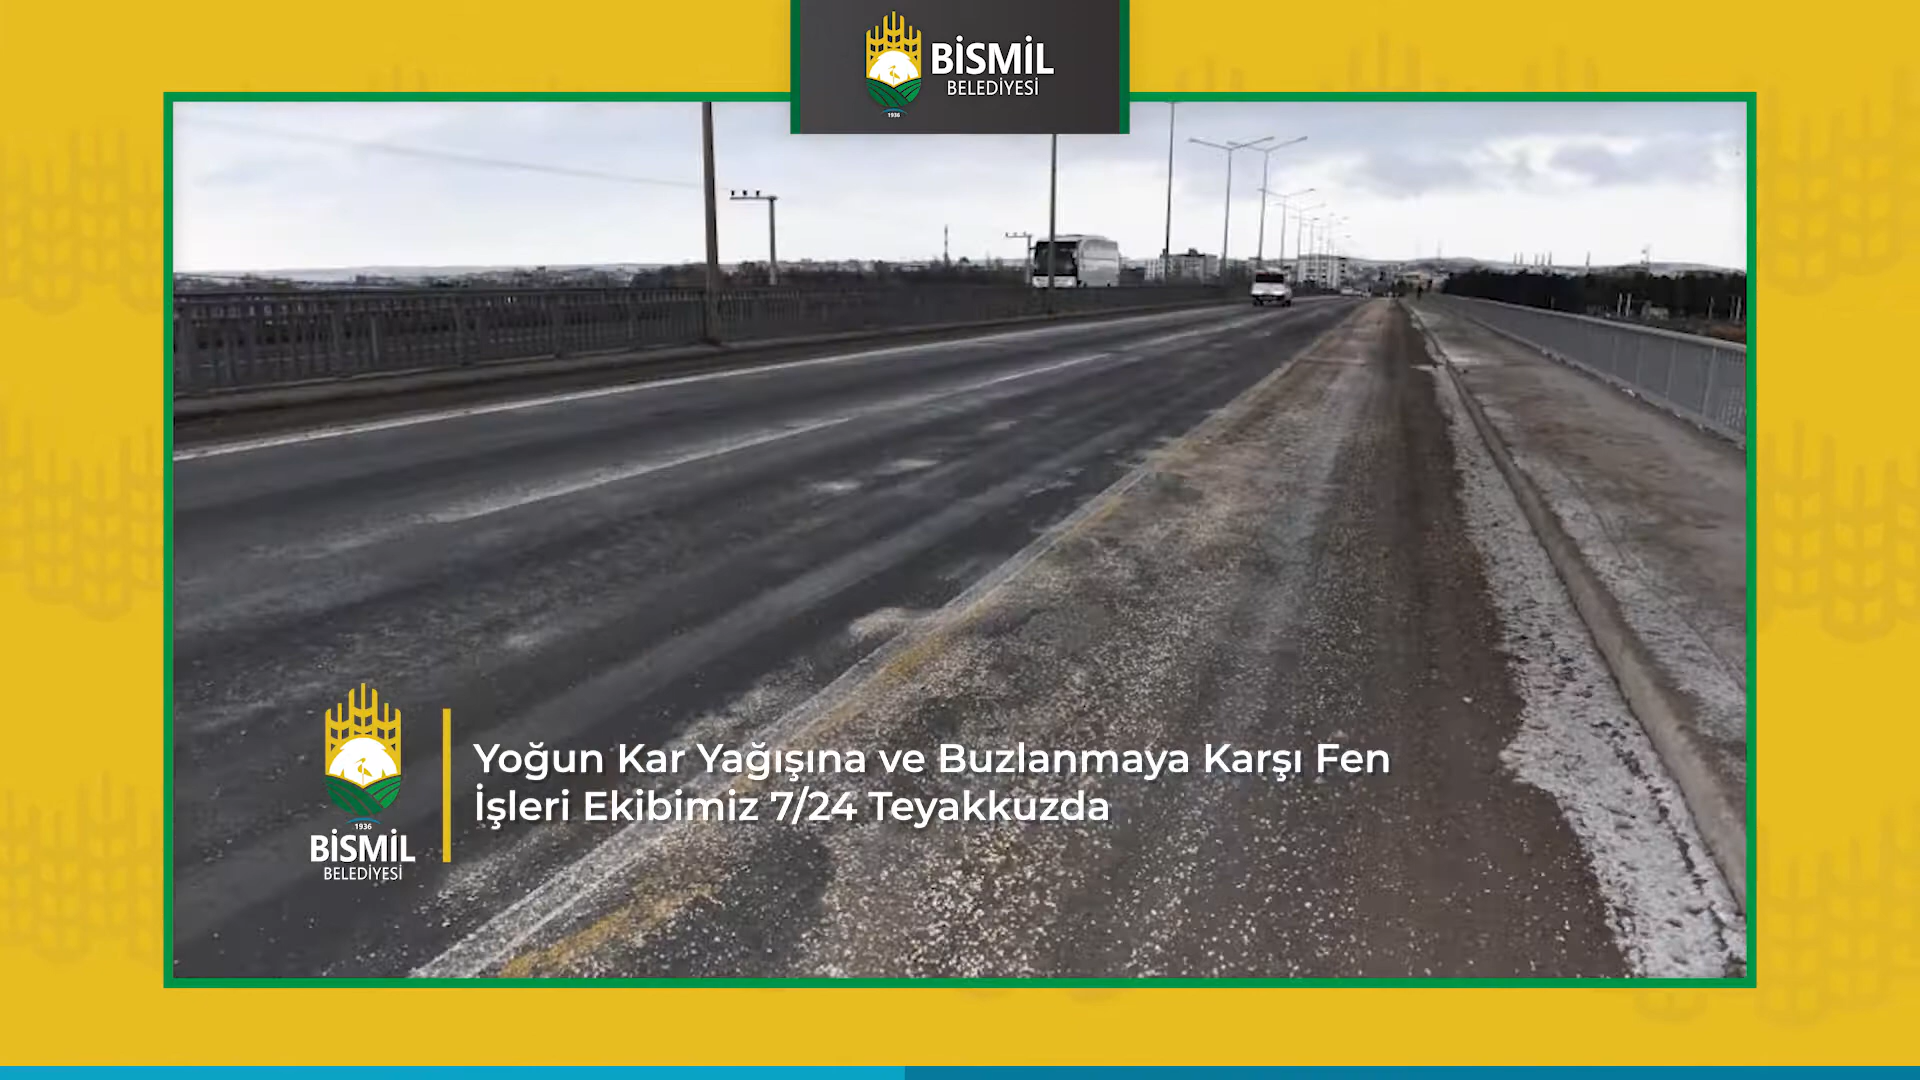 BİSMİL
BELEDİYESİ
1936
Yoğun Kar Yağışına ve Buzlanmaya Karşı Fen
İşleri Ekibimiz 7/24 Teyakkuzda
1936
BİSMİL
BELEDİYESİ